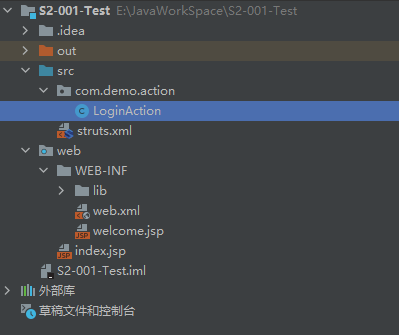 S2-001-Test E:\JavaWorkSpace\S2-001-Test
.idea
out
src
com.demo.action
LoginAction
struts.xml
web
WEB-INF
lib
web.xml
welcome.jsp
index.jsp
S2-001-Test.iml
外部库
草稿文件和控制台